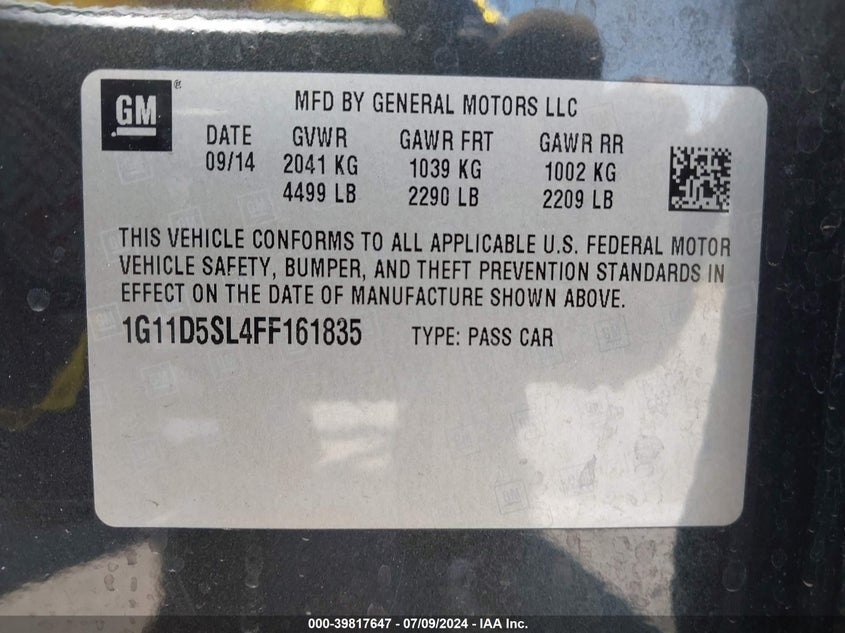 GM ®
MFD BY GENERAL MOTORS LLC
DATE GVWR GAWR FRT GAWR RR
09/14 2041 KG 1039 KG 1002 KG
4499 LB 2290 LB 2209 LB
THIS VEHICLE CONFORMS TO ALL APPLICABLE U.S. FEDERAL MOTOR
VEHICLE SAFETY, BUMPER, AND THEFT PREVENTION STANDARDS IN
EFFECT ON THE DATE OF MANUFACTURE SHOWN ABOVE.
1G11D5SL4FF161835 TYPE: PASS CAR
000-39817647 / 07/09/2024 - IAA Inc.